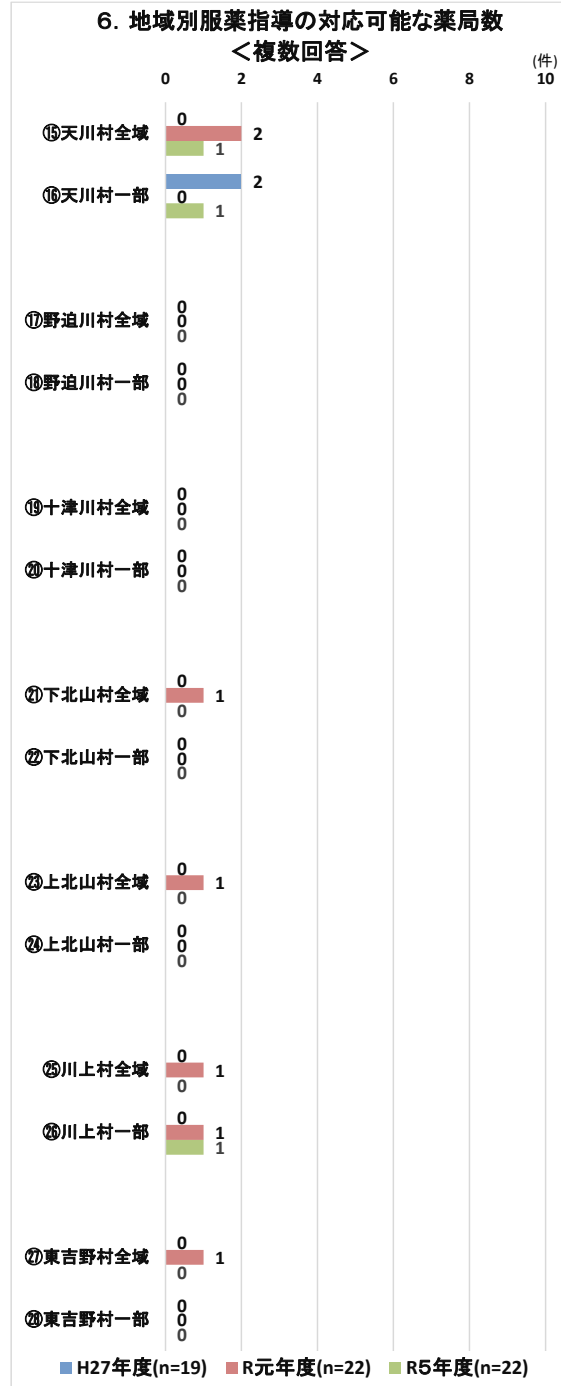 6. 地域別服薬指導の対応可能な薬局数
＜複数回答＞
(件)
0 2 4 6 8 10
0
⑮天川村全域 2
1
2
⑯天川村一部 0
1
0
⑰野迫川村全域 0
0
0
⑱野迫川村一部 0
0
0
⑲十津川村全域 0
0
0
⑳十津川村一部 0
0
0
㉑下北山村全域 1
0
0
㉒下北山村一部 0
0
0
㉓上北山村全域 1
0
0
㉔上北山村一部 0
0
0
㉕川上村全域 1
0
0
㉖川上村一部 1
1
0
㉗東吉野村全域 1
0
0
㉘東吉野村一部 0
0
H27年度(n=19) R元年度(n=22) R5年度(n=22)